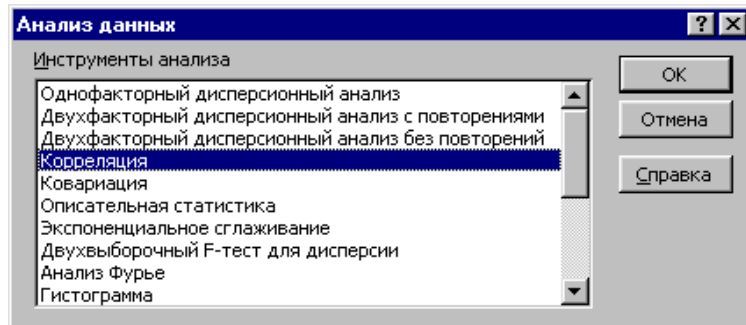 Анализ данных
Инструменты анализа
Однофакторный дисперсионный анализ
Двухфакторный дисперсионный анализ с повторениями
Двухфакторный дисперсионный анализ без повторений
Корреляция
Ковариация
Описательная статистика
Экспоненциальное сглаживание
Двухвыборочный F-тест для дисперсии
Анализ Фурье
Гистограмма
OK
Отмена
Справка